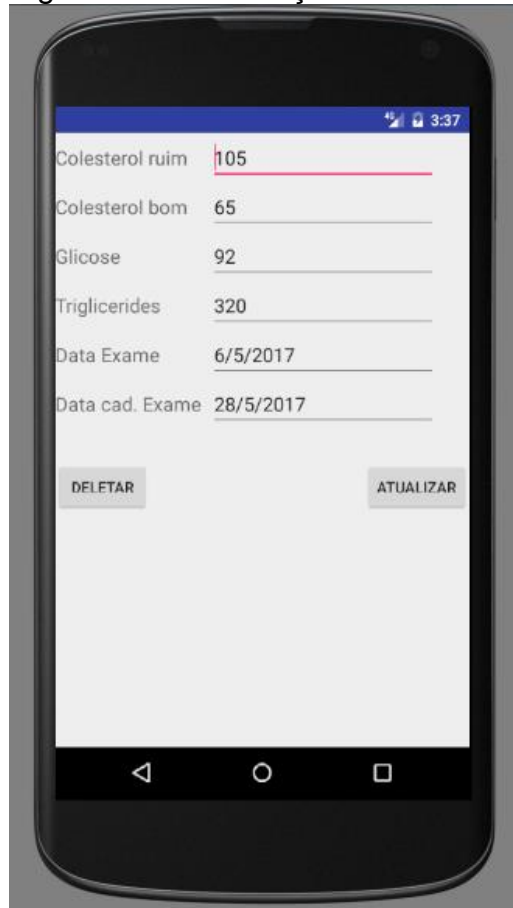 3:37
Colesterol ruim 105
Colesterol bom 65
Glicose 92
Triglicerides 320
Data Exame 6/5/2017
Data cad. Exame 28/5/2017
DELETAR ATUALIZAR